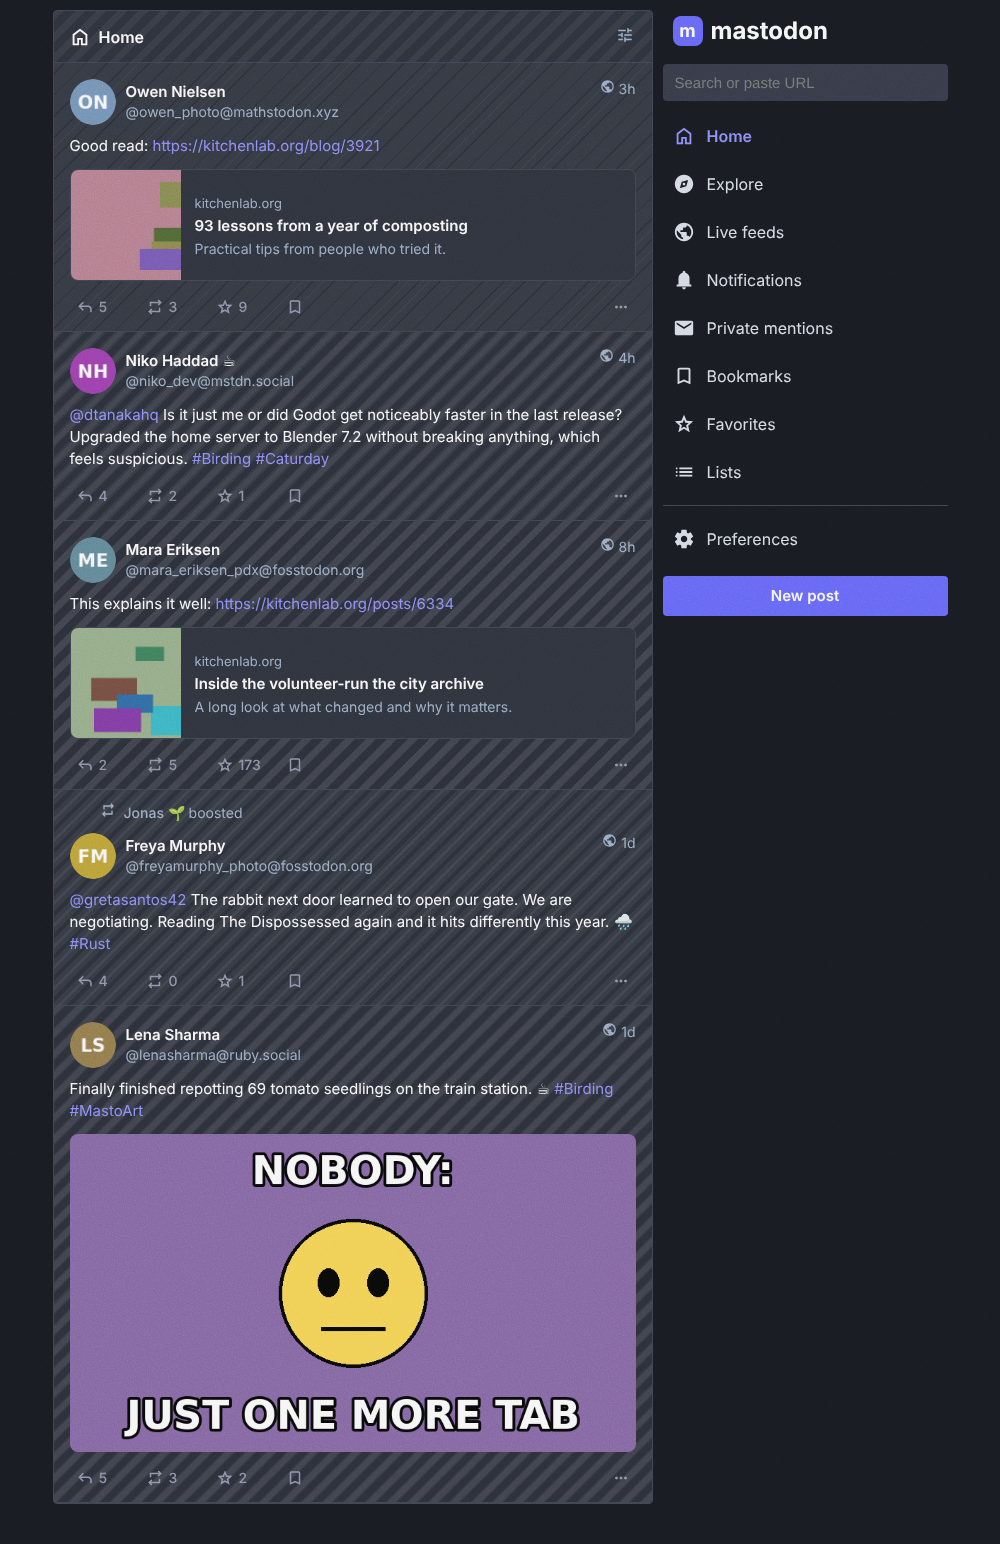 Home
ON
Owen Nielsen
3h
@owen_photo@mathstodon.xyz
Good read: https://kitchenlab.org/blog/3921
kitchenlab.org
93 lessons from a year of composting
Practical tips from people who tried it.
5 3 9
NH
Niko Haddad ☕
4h
@niko_dev@mstdn.social
@dtanakahq Is it just me or did Godot get noticeably faster in the last release?
Upgraded the home server to Blender 7.2 without breaking anything, which
feels suspicious. #Birding #Caturday
4 2 1
ME
Mara Eriksen
8h
@mara_eriksen_pdx@fosstodon.org
This explains it well: https://kitchenlab.org/posts/6334
kitchenlab.org
Inside the volunteer-run the city archive
A long look at what changed and why it matters.
2 5 173
Jonas 🌱 boosted
FM
Freya Murphy
1d
@freyamurphy_photo@fosstodon.org
@gretasantos42 The rabbit next door learned to open our gate. We are
negotiating. Reading The Dispossessed again and it hits differently this year. 🌧️
#Rust
4 0 1
LS
Lena Sharma
1d
@lenasharma@ruby.social
Finally finished repotting 69 tomato seedlings on the train station. ☕ #Birding
#MastoArt
NOBODY:
JUST ONE MORE TAB
5 3 2
m mastodon
Search or paste URL
Home
Explore
Live feeds
Notifications
Private mentions
Bookmarks
Favorites
Lists
Preferences
New post